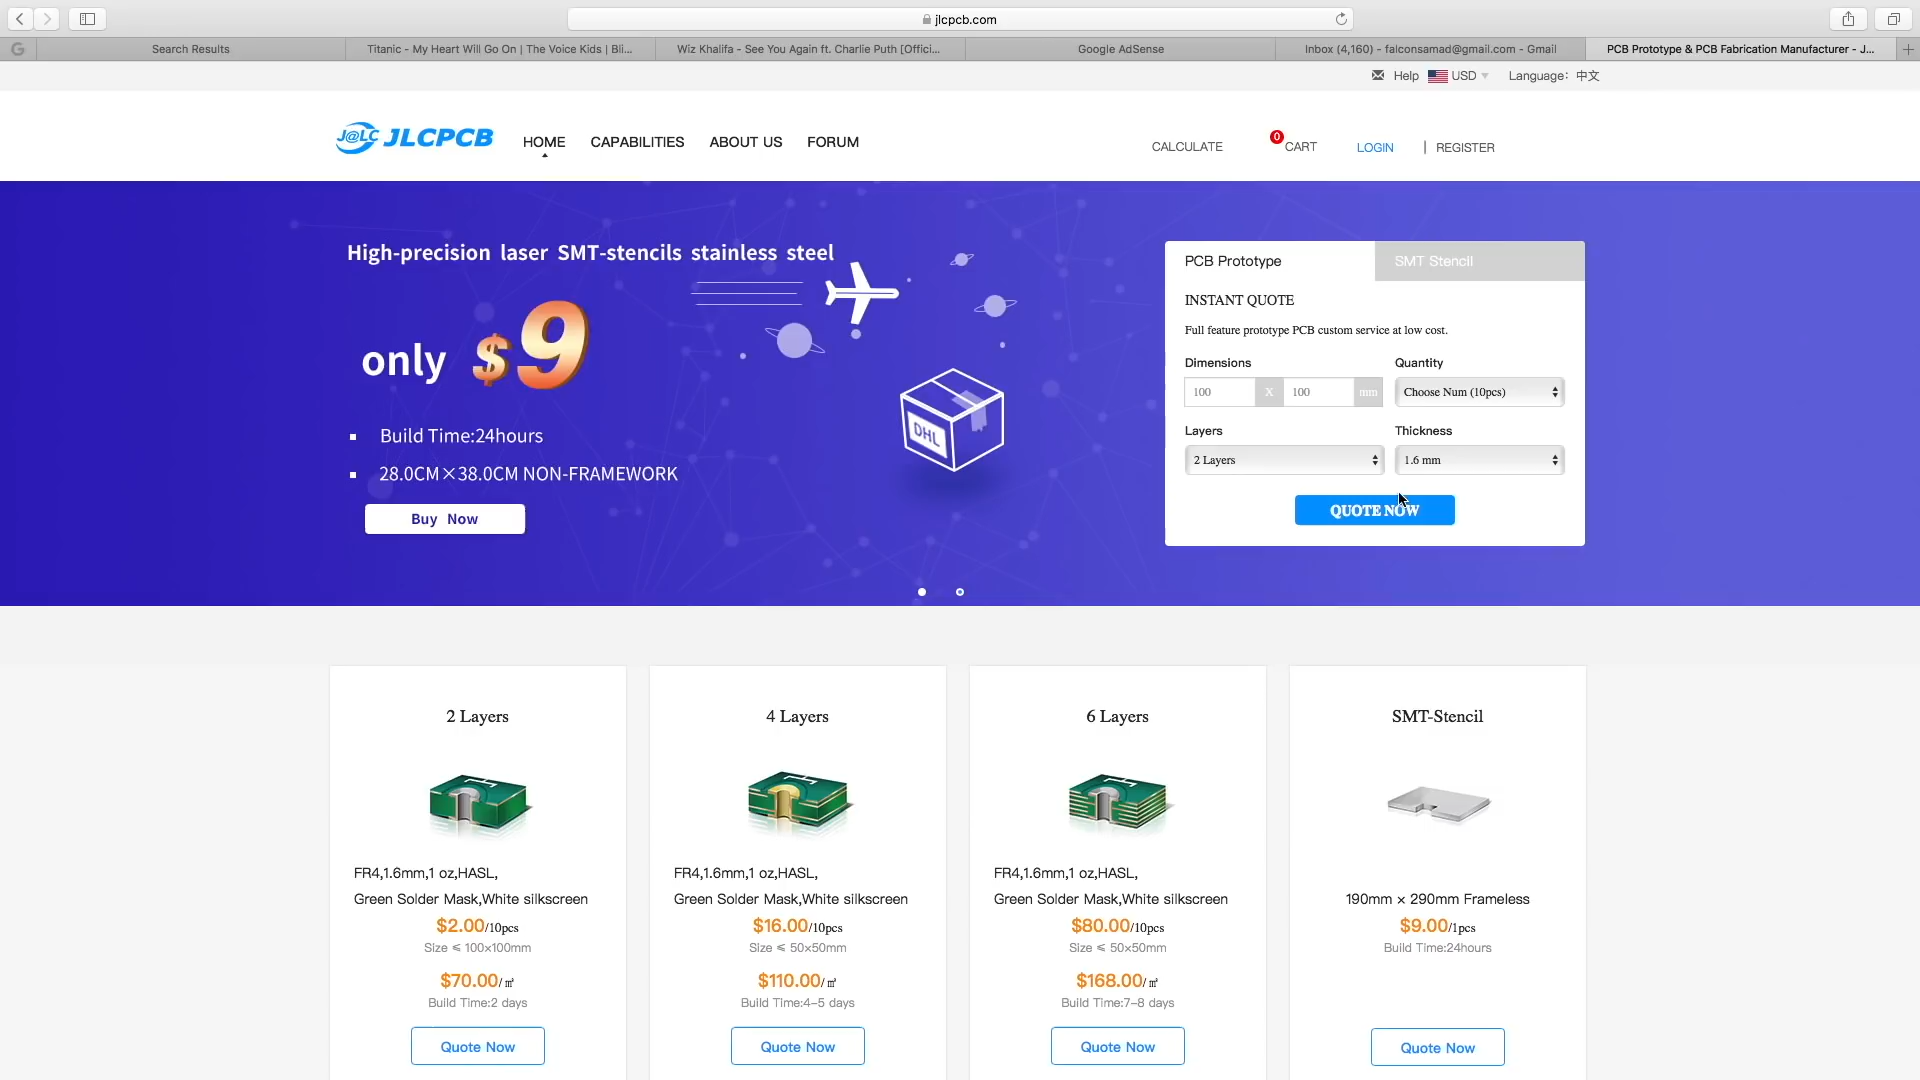 jlcpcb.com
G
Search Results
Titanic - My Heart Will Go On | The Voice Kids | Bli...
Wiz Khalifa - See You Again ft. Charlie Puth [Offici...
Google AdSense
Inbox (4,160) - falconsamad@gmail.com - Gmail
PCB Prototype & PCB Fabrication Manufacturer - J...
Help
USD
Language: 中文
J@LC JLCPCB
HOME
CAPABILITIES
ABOUT US
FORUM
CALCULATE
0
CART
LOGIN
| REGISTER
High-precision laser SMT-stencils stainless steel
only $9
Build Time:24hours
28.0CM×38.0CM NON-FRAMEWORK
Buy Now
DHL
PCB Prototype
SMT Stencil
INSTANT QUOTE
Full feature prototype PCB custom service at low cost.
Dimensions
Quantity
100 X 100 mm
Choose Num (10pcs)
Layers
Thickness
2 Layers
1.6 mm
QUOTE NOW
2 Layers
FR4,1.6mm,1 oz,HASL,
Green Solder Mask,White silkscreen
$2.00/10pcs
Size ≤ 100×100mm
$70.00/㎡
Build Time:2 days
Quote Now
4 Layers
FR4,1.6mm,1 oz,HASL,
Green Solder Mask,White silkscreen
$16.00/10pcs
Size ≤ 50×50mm
$110.00/㎡
Build Time:4-5 days
Quote Now
6 Layers
FR4,1.6mm,1 oz,HASL,
Green Solder Mask,White silkscreen
$80.00/10pcs
Size ≤ 50×50mm
$168.00/㎡
Build Time:7-8 days
Quote Now
SMT-Stencil
190mm × 290mm Frameless
$9.00/1pcs
Build Time:24hours
Quote Now